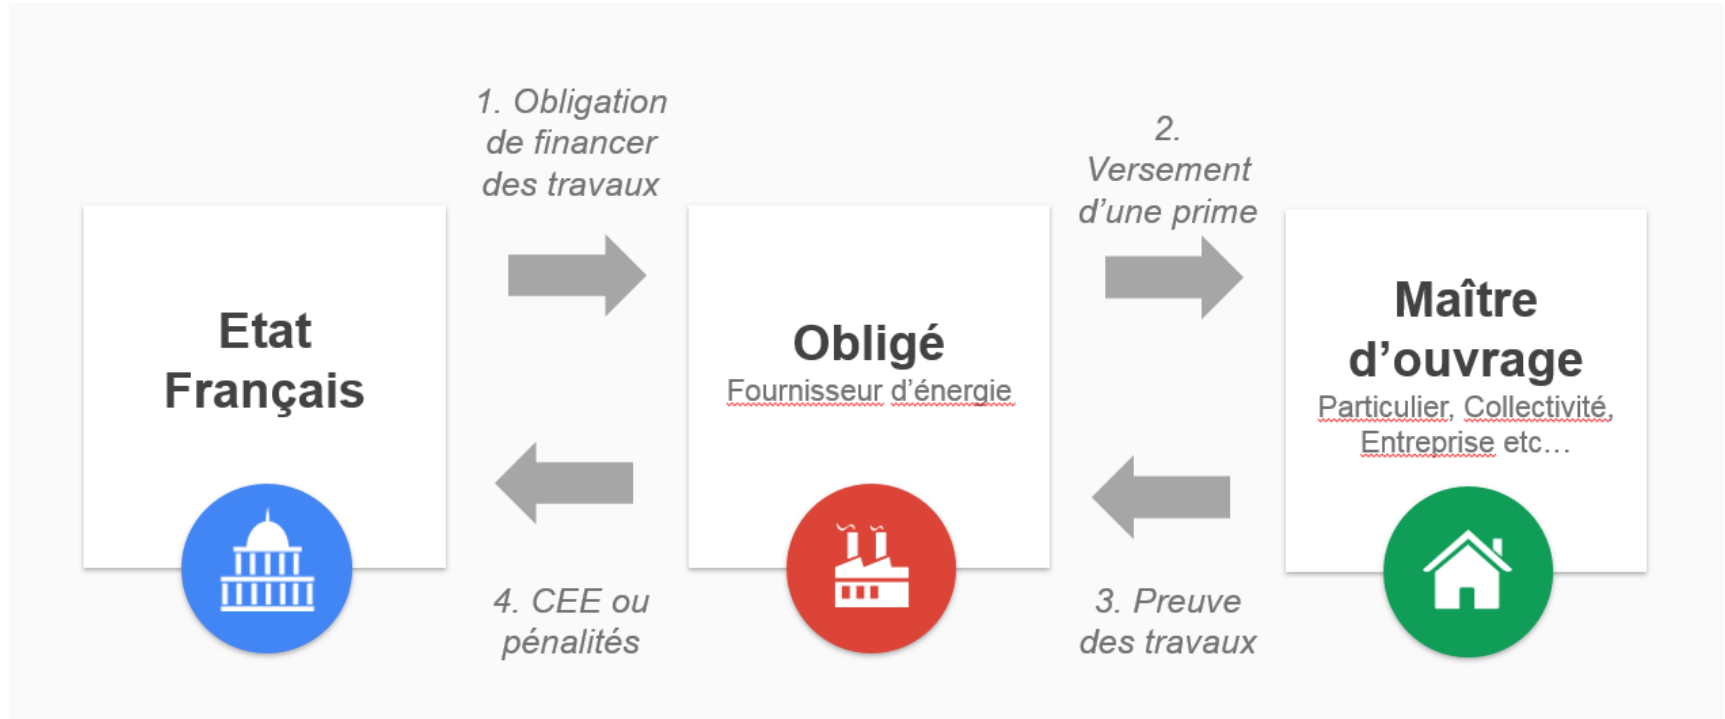 1. Obligation
de financer
des travaux
2.
Versement
d’une prime
Etat
Français
Obligé
Fournisseur d’énergie
Maître
d’ouvrage
Particulier, Collectivité,
Entreprise etc…
4. CEE ou
pénalités
3. Preuve
des travaux